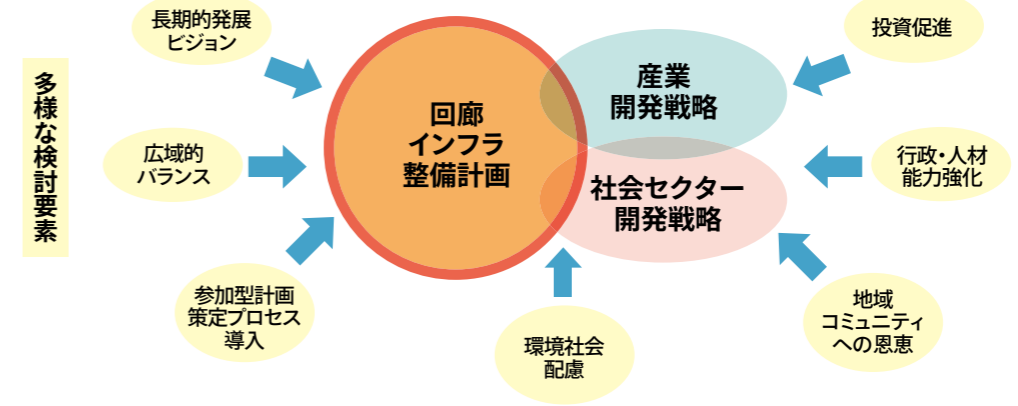 多様な検討要素
長期的発展
ビジョン
広域的
バランス
参加型計画
策定プロセス
導入
回廊
インフラ
整備計画
産業
開発戦略
社会セクター
開発戦略
環境社会
配慮
投資促進
行政・人材
能力強化
地域
コミュニティ
への恩恵